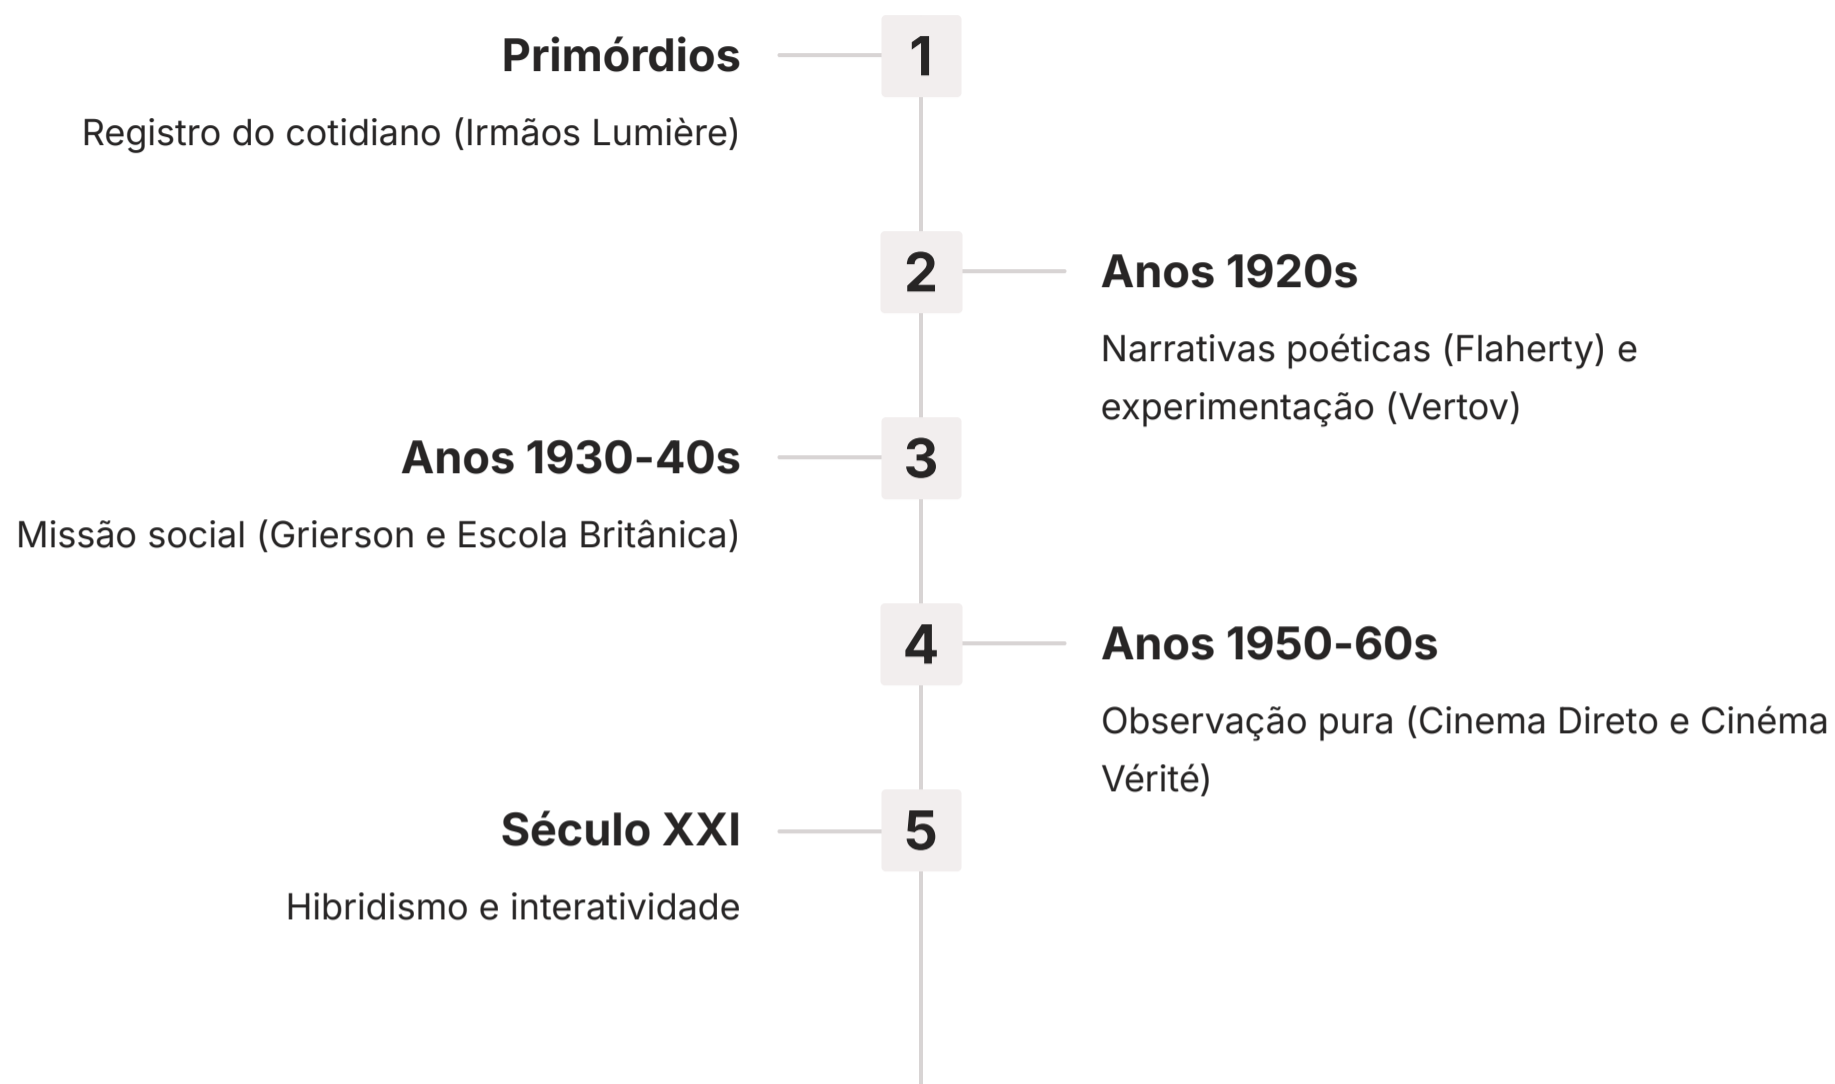 1
Primórdios
Registro do cotidiano (Irmãos Lumière)
2
Anos 1920s
Narrativas poéticas (Flaherty) e
experimentação (Vertov)
3
Anos 1930-40s
Missão social (Grierson e Escola Britânica)
4
Anos 1950-60s
Observação pura (Cinema Direto e Cinéma
Vérité)
5
Século XXI
Hibridismo e interatividade